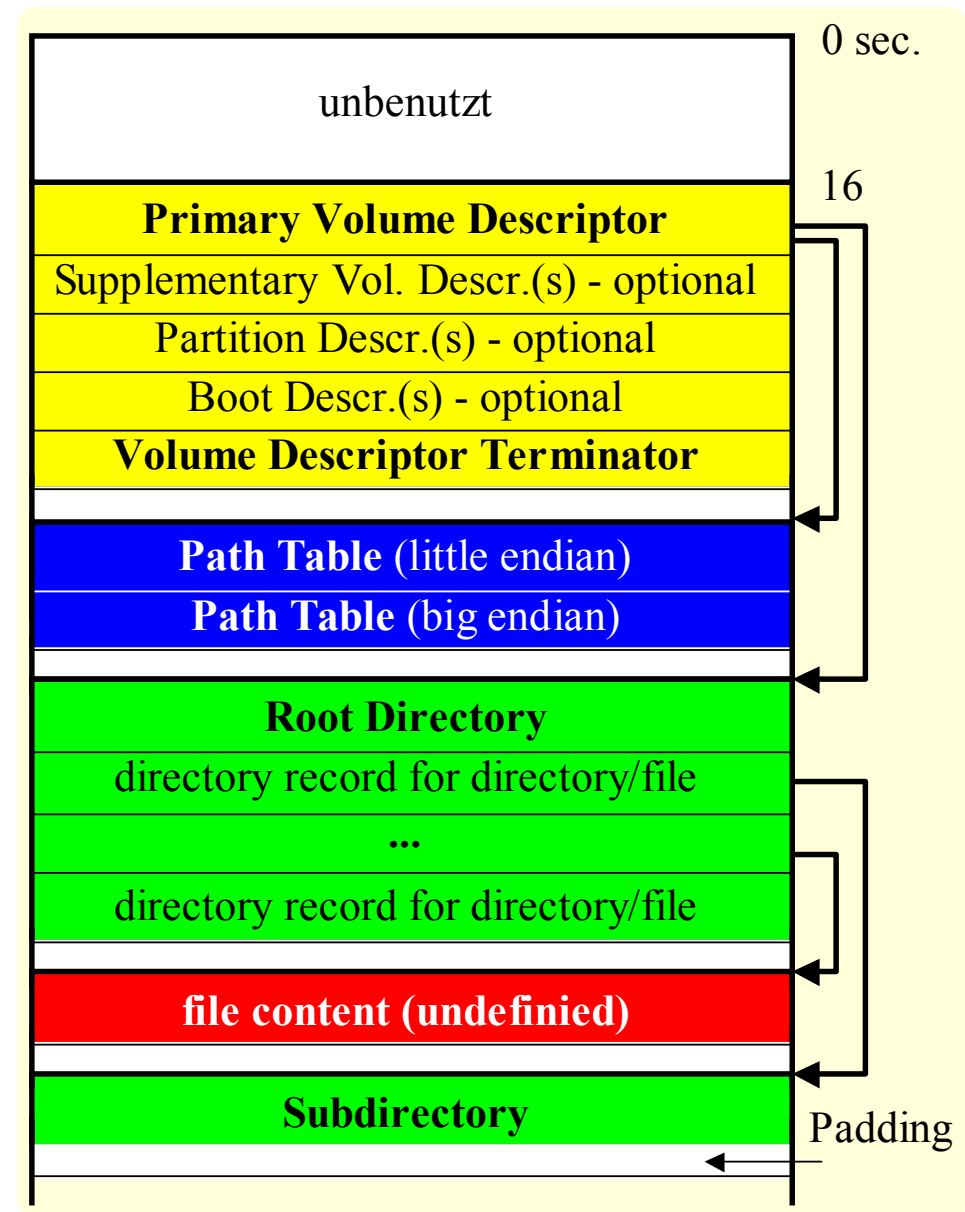 0 sec.
unbenutzt
16
Primary Volume Descriptor
Supplementary Vol. Descr.(s) - optional
Partition Descr.(s) - optional
Boot Descr.(s) - optional
Volume Descriptor Terminator
Path Table (little endian)
Path Table (big endian)
Root Directory
directory record for directory/file
...
directory record for directory/file
file content (undefinied)
Subdirectory
Padding